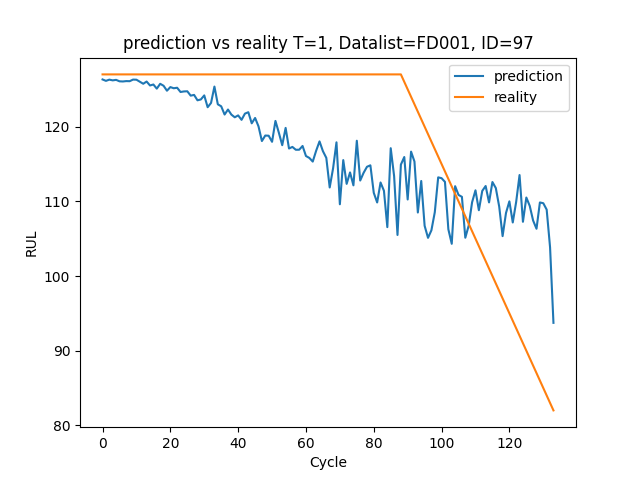 prediction vs reality T=1, Datalist=FD001, ID=97
prediction
reality
RUL
120
110
100
90
80
0 20 40 60 80 100 120
Cycle